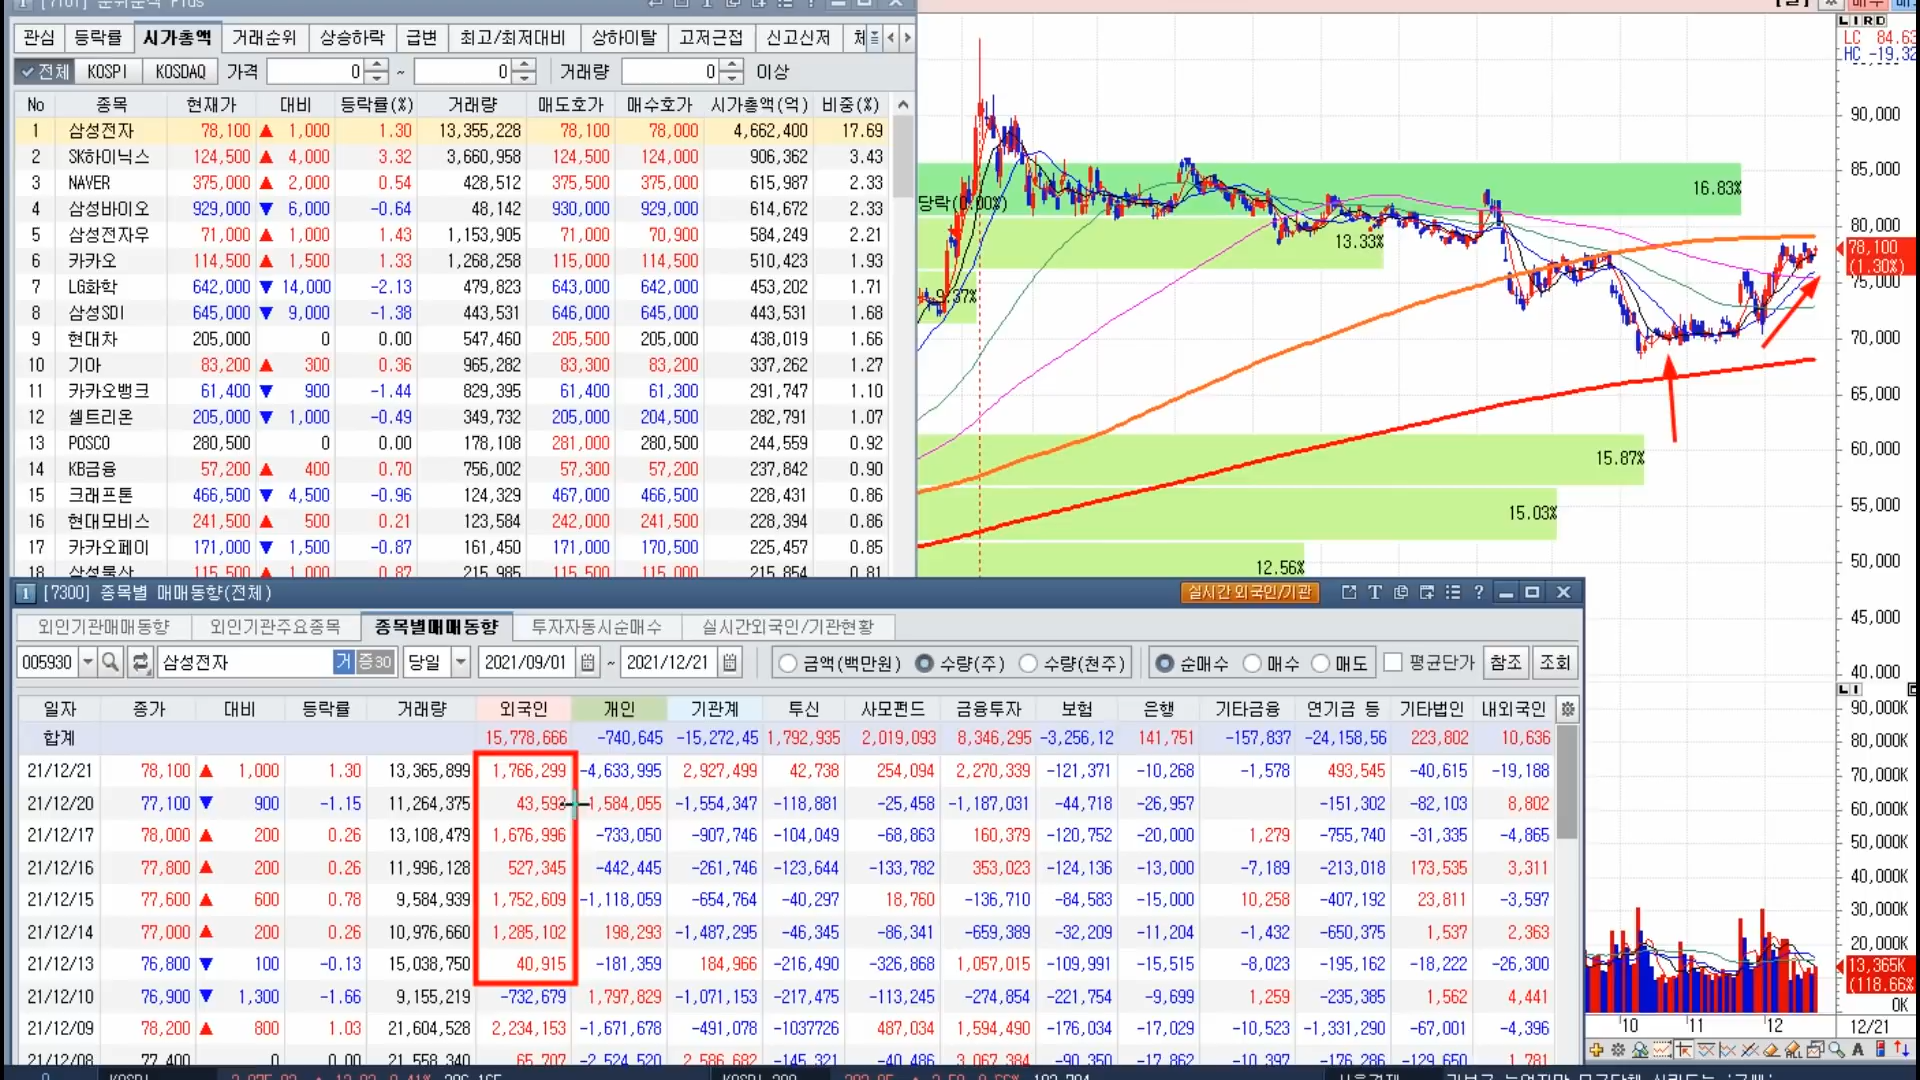 [7101] 순위분석 Plus
관심 등락률 시가총액 거래순위 상승하락 급변 최고/최저대비 상하이탈 고저근접 신고신저
전체 KOSPI KOSDAQ 가격 0 ~ 0 거래량 0 이상
No 종목 현재가 대비 등락률(%) 거래량 매도호가 매수호가 시가총액(억) 비중(%)
1 삼성전자 78,100 ▲ 1,000 1.30 13,355,228 78,100 78,000 4,662,400 17.69
2 SK하이닉스 124,500 ▲ 4,000 3.32 3,660,958 124,500 124,000 906,362 3.43
3 NAVER 375,000 ▲ 2,000 0.54 428,512 375,500 375,000 615,987 2.33
4 삼성바이오 929,000 ▼ 6,000 -0.64 48,142 930,000 929,000 614,672 2.33
5 삼성전자우 71,000 ▲ 1,000 1.43 1,153,905 71,000 70,900 584,249 2.21
6 카카오 114,500 ▲ 1,500 1.33 1,268,258 115,000 114,500 510,423 1.93
7 LG화학 642,000 ▼ 14,000 -2.13 479,823 643,000 642,000 453,202 1.71
8 삼성SDI 645,000 ▼ 9,000 -1.38 443,531 646,000 645,000 443,531 1.68
9 현대차 205,000 0 0.00 547,460 205,500 205,000 438,019 1.66
10 기아 83,200 ▲ 300 0.36 965,282 83,300 83,200 337,262 1.27
11 카카오뱅크 61,400 ▼ 900 -1.44 829,395 61,400 61,300 291,747 1.10
12 셀트리온 205,000 ▼ 1,000 -0.49 349,732 205,000 204,500 282,791 1.07
13 POSCO 280,500 0 0.00 178,108 281,000 280,500 244,559 0.92
14 KB금융 57,200 ▲ 400 0.70 756,002 57,300 57,200 237,842 0.90
15 크래프톤 466,500 ▼ 4,500 -0.96 124,329 467,000 466,500 228,431 0.86
16 현대모비스 241,500 ▲ 500 0.21 123,584 242,000 241,500 228,394 0.86
17 카카오페이 171,000 ▼ 1,500 -0.87 161,450 171,000 170,500 225,457 0.85
18 삼성물산 115,500 ▲ 1,000 0.87 215,985 115,500 115,000 215,854 0.81
LC 84.63
HC -19.32
90,000
85,000
16.83%
당락(0.00%)
80,000
13.33%
78,100
(1.30%)
75,000
9.37%
70,000
65,000
60,000
15.87%
55,000
15.03%
50,000
12.56%
45,000
40,000
[7300] 종목별 매매동향(전체) 실시간 외국인/기관
외인기관매매동향 외인기관주요종목 종목별매매동향 투자자동시순매수 실시간외국인/기관현황
005930 삼성전자 거 증30 당일 2021/09/01 ~ 2021/12/21 금액(백만원) 수량(주) 수량(천주) 순매수 매수 매도 평균단가 참조 조회
일자 종가 대비 등락률 거래량 외국인 개인 기관계 투신 사모펀드 금융투자 보험 은행 기타금융 연기금 등 기타법인 내외국인
합계 15,778,666 -740,645 -15,272,45 1,792,935 2,019,093 8,346,295 -3,256,12 141,751 -157,837 -24,158,56 223,802 10,636
21/12/21 78,100 ▲ 1,000 1.30 13,365,899 1,766,299 -4,633,995 2,927,499 42,738 254,094 2,270,339 -121,371 -10,268 -1,578 493,545 -40,615 -19,188
21/12/20 77,100 ▼ 900 -1.15 11,264,375 43,59 1,584,055 -1,554,347 -118,881 -25,458 -1,187,031 -44,718 -26,957 -151,302 -82,103 8,802
21/12/17 78,000 ▲ 200 0.26 13,108,479 1,676,996 -733,050 -907,746 -104,049 -68,863 160,379 -120,752 -20,000 1,279 -755,740 -31,335 -4,865
21/12/16 77,800 ▲ 200 0.26 11,996,128 527,345 -442,445 -261,746 -123,644 -133,782 353,023 -124,136 -13,000 -7,189 -213,018 173,535 3,311
21/12/15 77,600 ▲ 600 0.78 9,584,939 1,752,609 -1,118,059 -654,764 -40,297 18,760 -136,710 -84,583 -15,000 10,258 -407,192 23,811 -3,597
21/12/14 77,000 ▲ 200 0.26 10,976,660 1,285,102 198,293 -1,487,295 -46,345 -86,341 -659,389 -32,209 -11,204 -1,432 -650,375 1,537 2,363
21/12/13 76,800 ▼ 100 -0.13 15,038,750 40,915 -181,359 184,966 -216,490 -326,868 1,057,015 -109,991 -15,515 -8,023 -195,162 -18,222 -26,300
21/12/10 76,900 ▼ 1,300 -1.66 9,155,219 -732,679 1,797,829 -1,071,153 -217,475 -113,245 -274,854 -221,754 -9,699 1,259 -235,385 1,562 4,441
21/12/09 78,200 ▲ 800 1.03 21,604,528 2,234,153 -1,671,678 -491,078 -1037726 487,034 1,594,490 -176,034 -17,029 -10,523 -1,331,290 -67,001 -4,396
21/12/08 77,400 0 0.00 21,558,340 65,707 -2,524,520 2,586,682 -145,321 -40,486 3,067,384 -90,350 -17,862 -10,397 -176,286 -129,650 1,781
90,000K
80,000K
70,000K
60,000K
50,000K
40,000K
30,000K
20,000K
13,365K
(118.66%
0K
10 11 12 12/21
KOSPI KOSPI 200